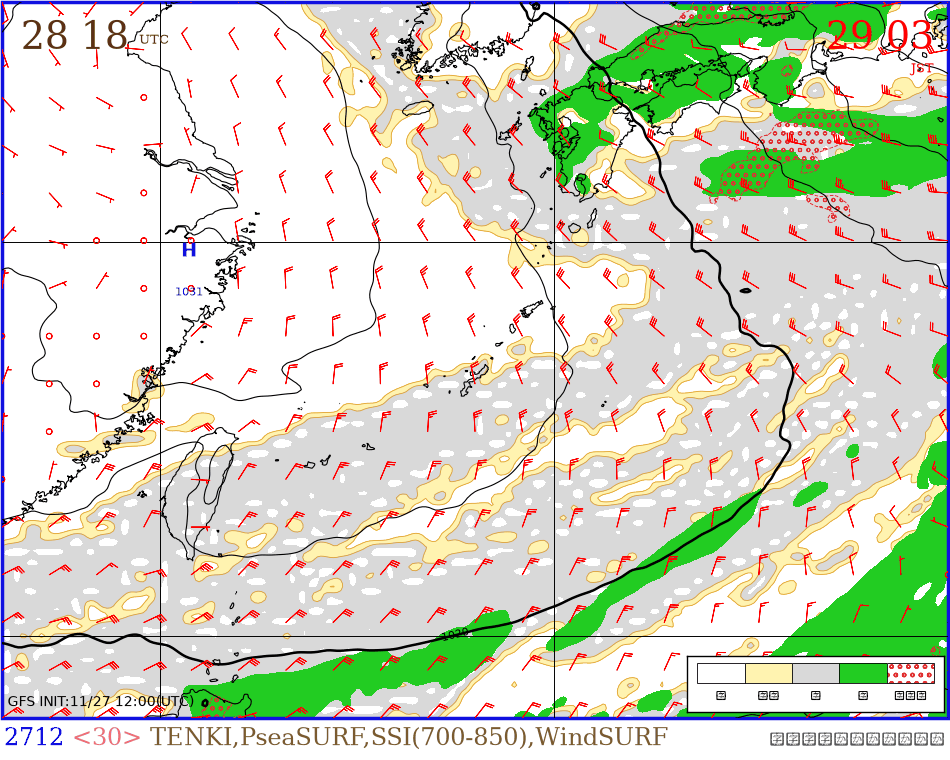 28 18 UTC
29 03 JST
H
1031
1020
GFS INIT:11/27 12:00(UTC)
2712 <30> TENKI,PseaSURF,SSI(700-850),WindSURF